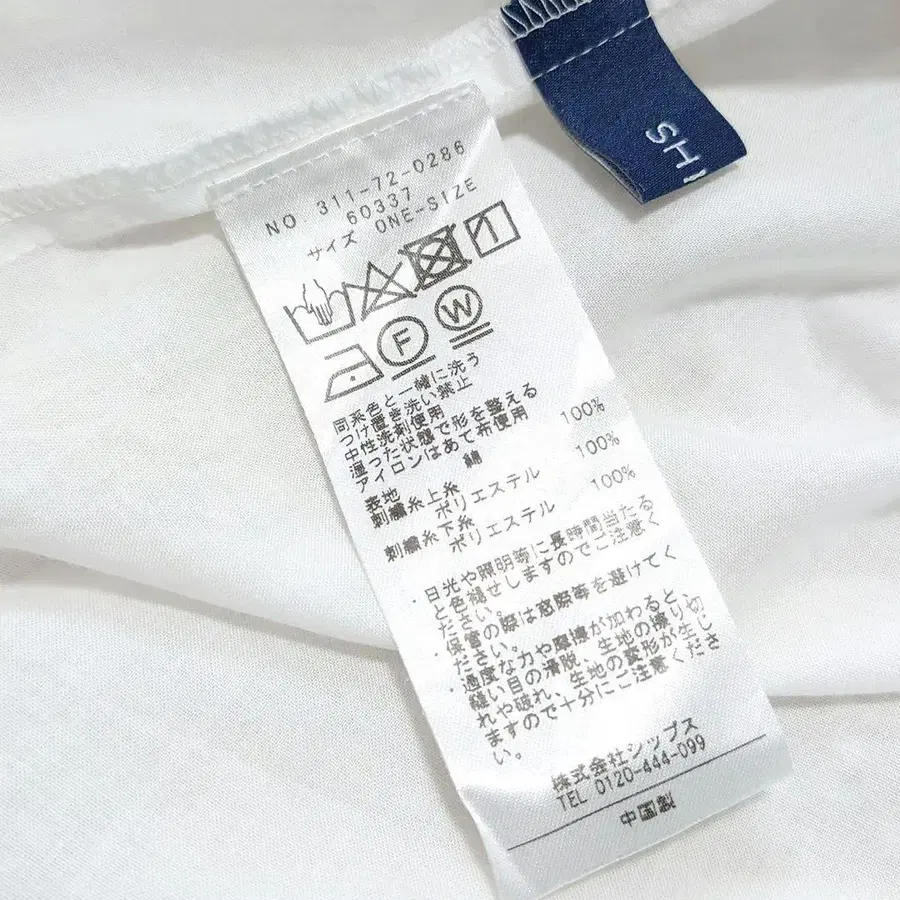 SHI
NO. 311-72-0286
60337
サイズ ONE-SIZE
F
W
同系色と一緒に洗う
つけ置き洗い禁止
中性洗剤使用
湿った状態で形を整える
アイロンはあて布使用
表地 綿 100%
刺繍糸上糸
ポリエステル 100%
刺繍糸下糸
ポリエステル 100%
・日光や照明等に長時間当たる
と色褪せしますのでご注意く
ださい。
・保管の際は窓際等を避けてく
ださい。
・過度な力や摩擦が加わると、
縫い目の滑脱、生地の擦り切
れや破れ、生地の変形が生じ
ますので十分にご注意くださ
い。
株式会社シップス
TEL 0120-444-099
中国製